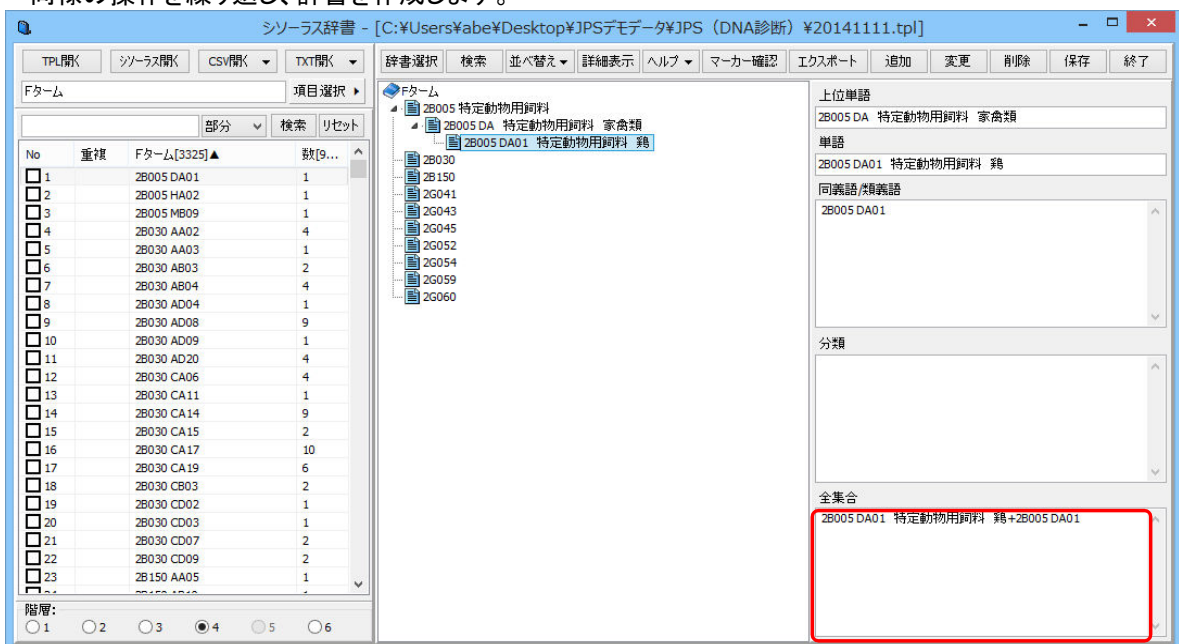 同様の操作を繰り返し、辞書を作成します。
シソーラス辞書 - [C:¥Users¥abe¥Desktop¥JPSデモデータ¥JPS（DNA診断）¥20141111.tpl]
TPL開く シソーラス開く CSV開く TXT開く
辞書選択 検索 並べ替え 詳細表示 ヘルプ マーカー確認 エクスポート 追加 変更 削除 保存 終了
Fターム 項目選択
部分 検索 リセット
No 重複 Fターム[3325]▲ 数[9...
1 2B005 DA01 1
2 2B005 HA02 1
3 2B005 MB09 1
4 2B030 AA02 4
5 2B030 AA03 1
6 2B030 AB03 2
7 2B030 AB04 4
8 2B030 AD04 1
9 2B030 AD08 9
10 2B030 AD09 1
11 2B030 AD20 4
12 2B030 CA06 4
13 2B030 CA11 1
14 2B030 CA14 9
15 2B030 CA15 2
16 2B030 CA17 10
17 2B030 CA19 6
18 2B030 CB03 2
19 2B030 CD02 1
20 2B030 CD03 1
21 2B030 CD07 2
22 2B030 CD09 2
23 2B150 AA05 1
階層:
1 2 3 4 5 6
Fターム
2B005 特定動物用飼料
2B005 DA 特定動物用飼料 家禽類
2B005 DA01 特定動物用飼料 鶏
2B030
2B150
2G041
2G043
2G045
2G052
2G054
2G059
2G060
上位単語
2B005 DA 特定動物用飼料 家禽類
単語
2B005 DA01 特定動物用飼料 鶏
同義語/類義語
2B005 DA01
分類
全集合
2B005 DA01 特定動物用飼料 鶏+2B005 DA01